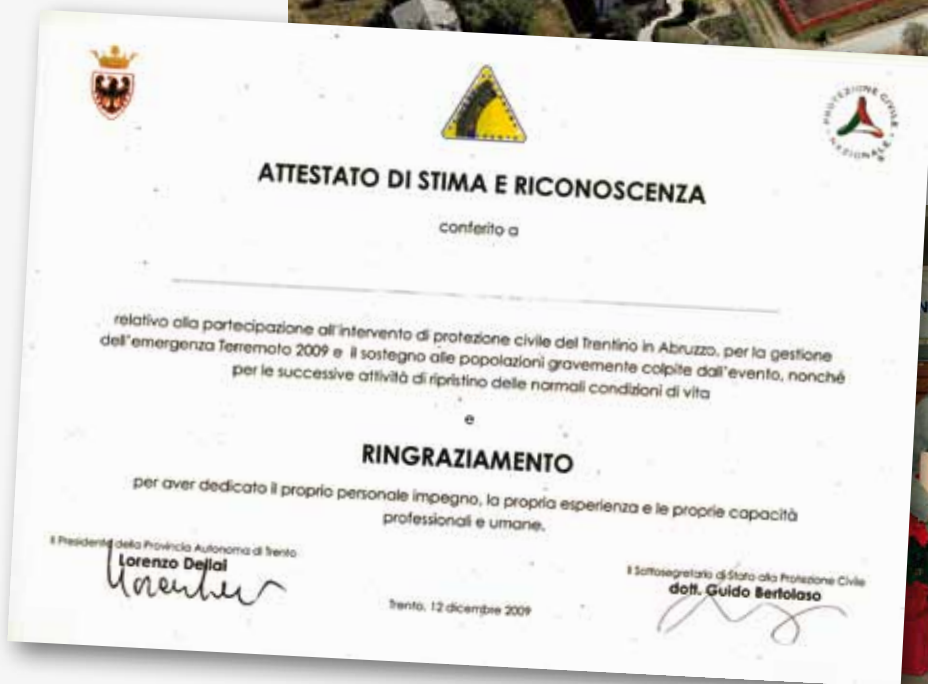 PROTEZIONE CIVILE
NAZIONALE
ATTESTATO DI STIMA E RICONOSCENZA
conferito a
relativo alla partecipazione all'intervento di protezione civile del Trentino in Abruzzo, per la gestione
dell'emergenza Terremoto 2009 e il sostegno alle popolazioni gravemente colpite dall'evento, nonché
per le successive attività di ripristino delle normali condizioni di vita
e
RINGRAZIAMENTO
per aver dedicato il proprio personale impegno, la propria esperienza e le proprie capacità
professionali e umane.
Il Presidente della Provincia Autonoma di Trento
Lorenzo Dellai
Trento, 12 dicembre 2009
Il Sottosegretario di Stato alla Protezione Civile
dott. Guido Bertolaso